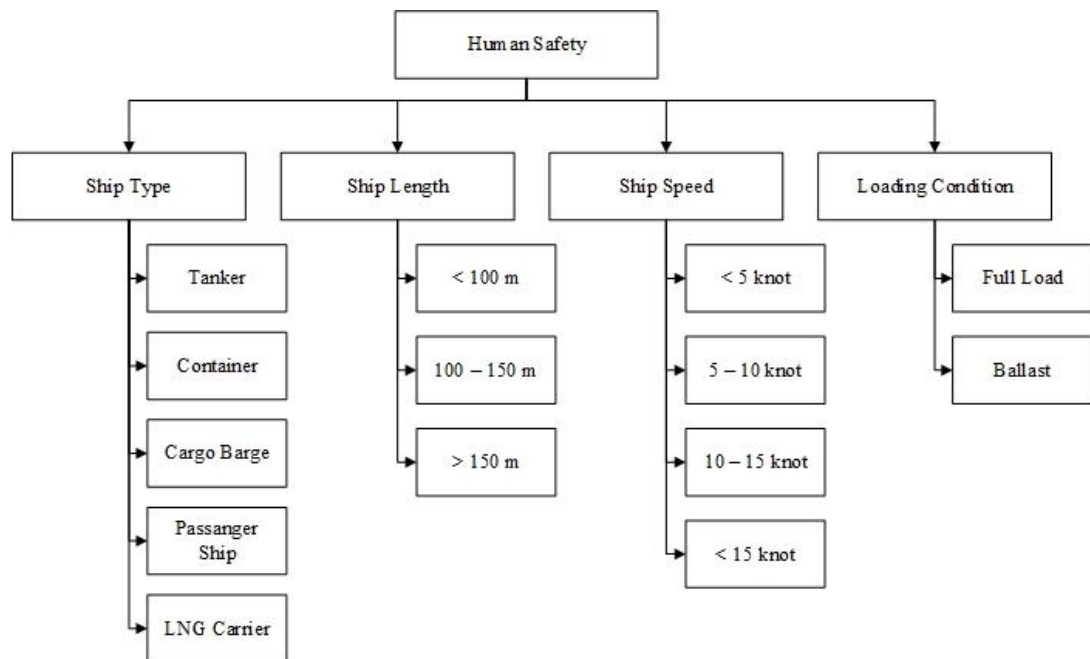 Human Safety
Ship Type
Ship Length
Ship Speed
Loading Condition
Tanker
Container
Cargo Barge
Passanger
Ship
LNG Carrier
< 100 m
100 – 150 m
> 150 m
< 5 knot
5 – 10 knot
10 – 15 knot
< 15 knot
Full Load
Ballast